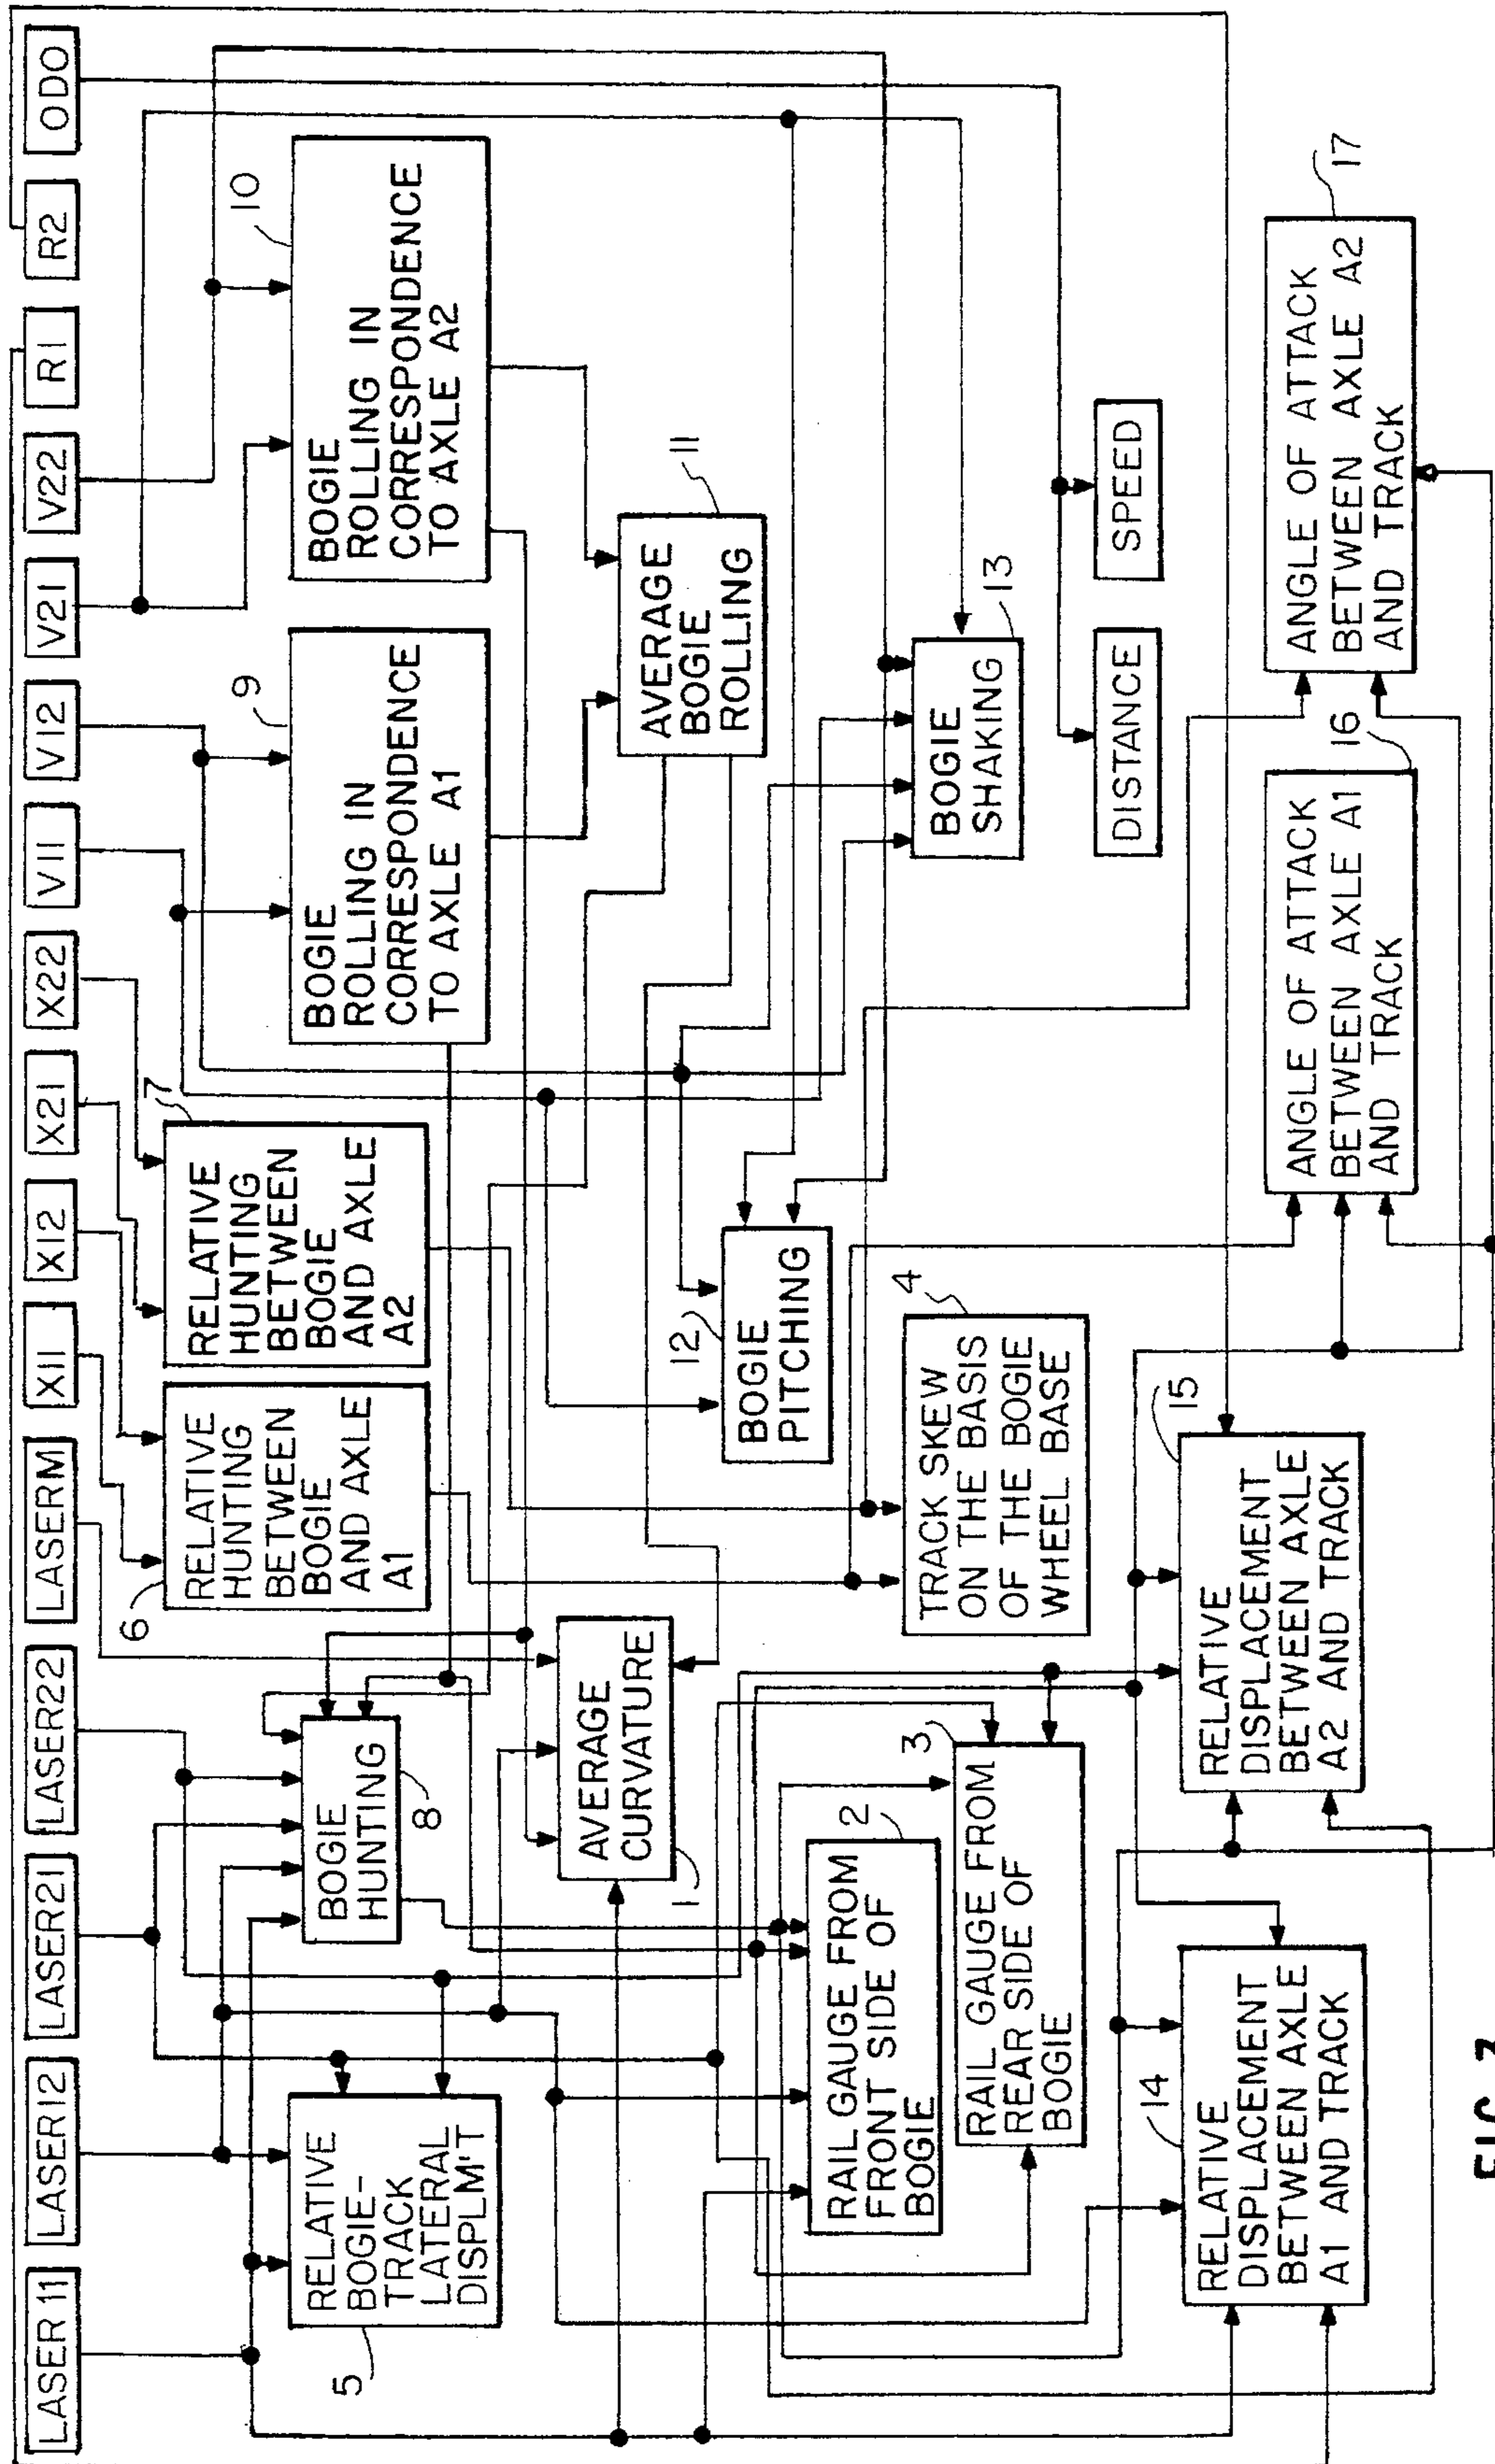 LASER 11
LASER12
LASER21
LASER22
LASERM
X11
X12
X21
X22
V11
V12
V21
V22
R1
R2
ODO
5
RELATIVE
BOGIE-
TRACK
LATERAL
DISPLM'T
BOGIE
HUNTING
8
6
RELATIVE
HUNTING
BETWEEN
BOGIE
AND AXLE
A1
7
RELATIVE
HUNTING
BETWEEN
BOGIE
AND AXLE
A2
9
BOGIE
ROLLING IN
CORRESPONDENCE
TO AXLE A1
10
BOGIE
ROLLING IN
CORRESPONDENCE
TO AXLE A2
1
AVERAGE
CURVATURE
11
AVERAGE
BOGIE
ROLLING
2
RAIL GAUGE FROM
FRONT SIDE OF
BOGIE
3
RAIL GAUGE FROM
REAR SIDE OF
BOGIE
12
BOGIE
PITCHING
4
TRACK SKEW
ON THE BASIS
OF THE BOGIE
WHEEL BASE
13
BOGIE
SHAKING
DISTANCE
SPEED
14
RELATIVE
DISPLACEMENT
BETWEEN AXLE
A1 AND TRACK
15
RELATIVE
DISPLACEMENT
BETWEEN AXLE
A2 AND TRACK
16
ANGLE OF ATTACK
BETWEEN AXLE A1
AND TRACK
17
ANGLE OF ATTACK
BETWEEN AXLE A2
AND TRACK